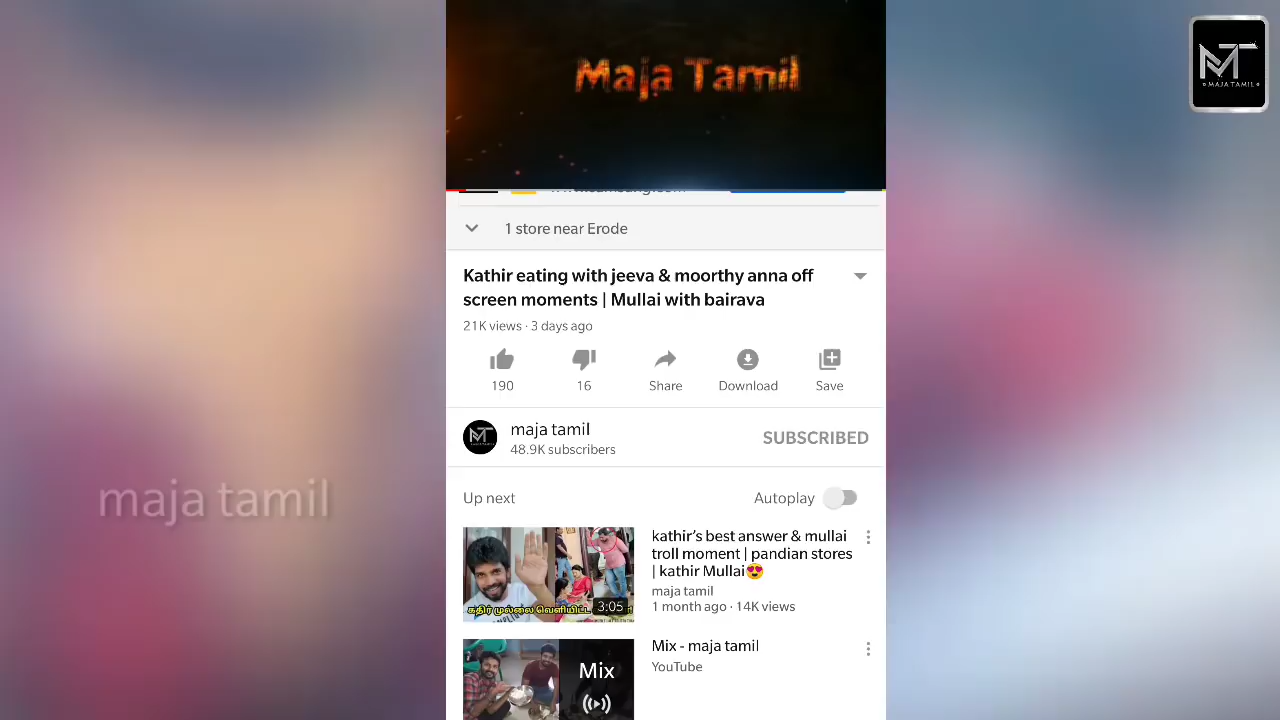 Maja Tamil
MT
MAJA TAMIL
1 store near Erode
Kathir eating with jeeva & moorthy anna off
screen moments | Mullai with bairava
21K views · 3 days ago
190
16
Share
Download
Save
maja tamil
48.9K subscribers
SUBSCRIBED
maja tamil
Up next
Autoplay
kathir's best answer & mullai
troll moment | pandian stores
| kathir Mullai😍
maja tamil
1 month ago · 14K views
கதிர் முல்லை வெளியிட்ட
3:05
Mix - maja tamil
YouTube
Mix